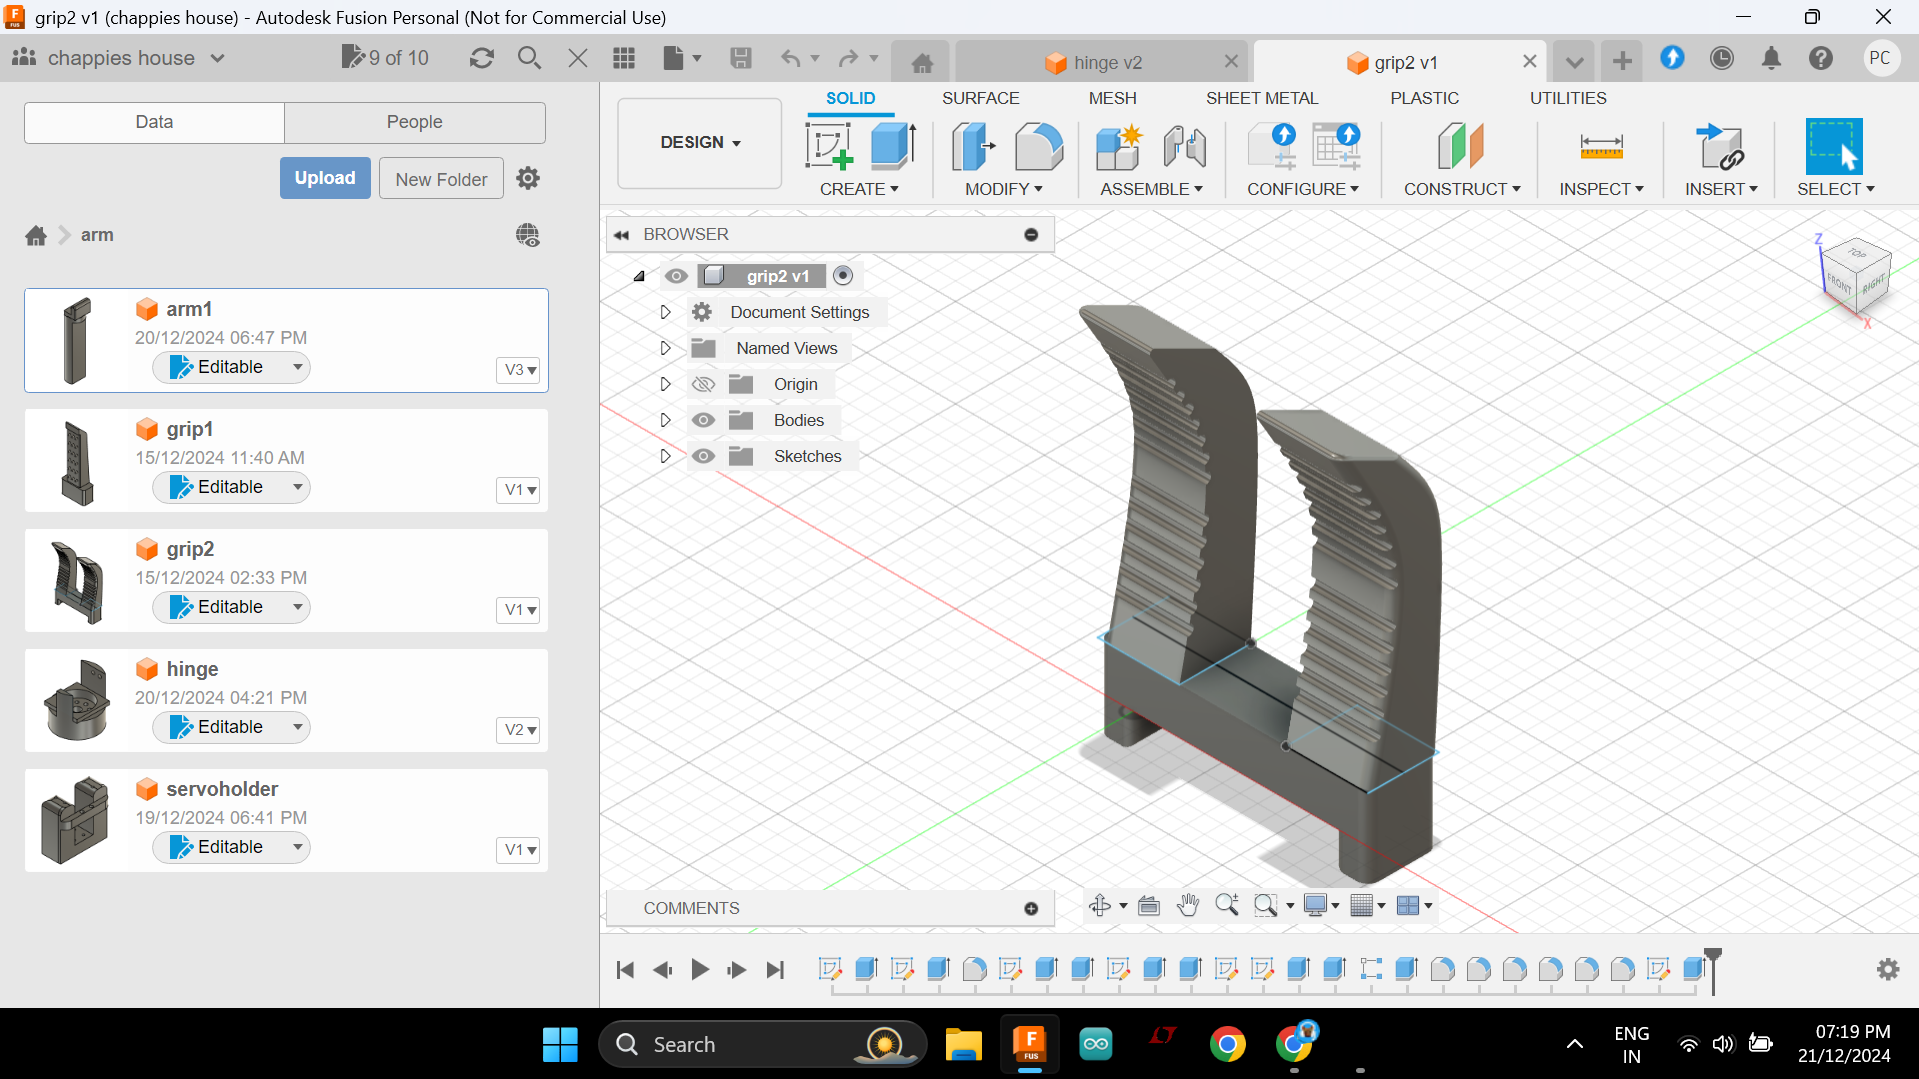 grip2 v1 (chappies house) - Autodesk Fusion Personal (Not for Commercial Use)
chappies house
9 of 10
hinge v2
grip2 v1
PC
Data
People
Upload
New Folder
arm
arm1
20/12/2024 06:47 PM
Editable
V3
grip1
15/12/2024 11:40 AM
Editable
V1
grip2
15/12/2024 02:33 PM
Editable
V1
hinge
20/12/2024 04:21 PM
Editable
V2
servoholder
19/12/2024 06:41 PM
Editable
V1
DESIGN
SOLID
SURFACE
MESH
SHEET METAL
PLASTIC
UTILITIES
CREATE
MODIFY
ASSEMBLE
CONFIGURE
CONSTRUCT
INSPECT
INSERT
SELECT
BROWSER
grip2 v1
Document Settings
Named Views
Origin
Bodies
Sketches
Z
TOP
FRONT
RIGHT
X
COMMENTS
F
FUS
Search
ENG
IN
07:19 PM
21/12/2024